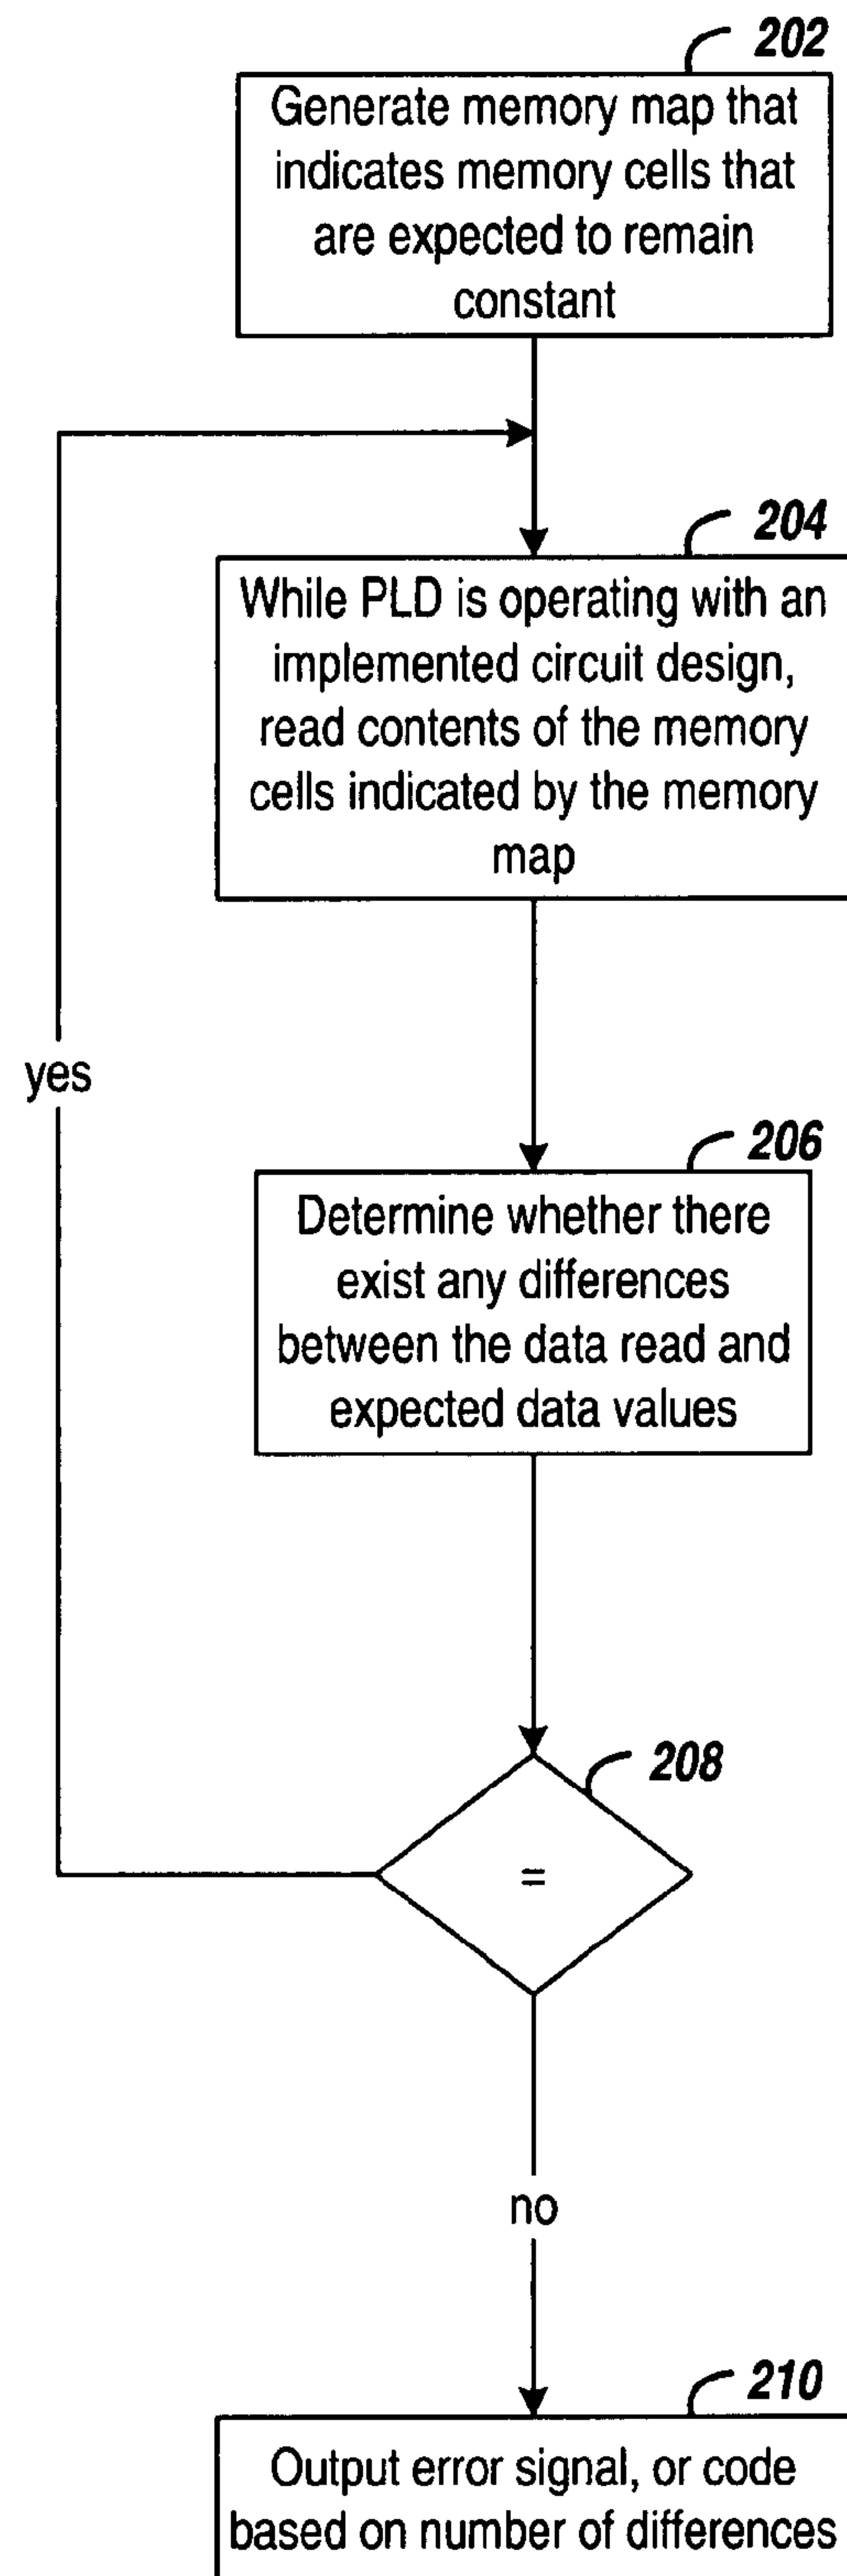 202
Generate memory map that
indicates memory cells that
are expected to remain
constant
204
While PLD is operating with an
implemented circuit design,
read contents of the memory
cells indicated by the memory
map
yes
206
Determine whether there
exist any differences
between the data read and
expected data values
208
=
no
210
Output error signal, or code
based on number of differences